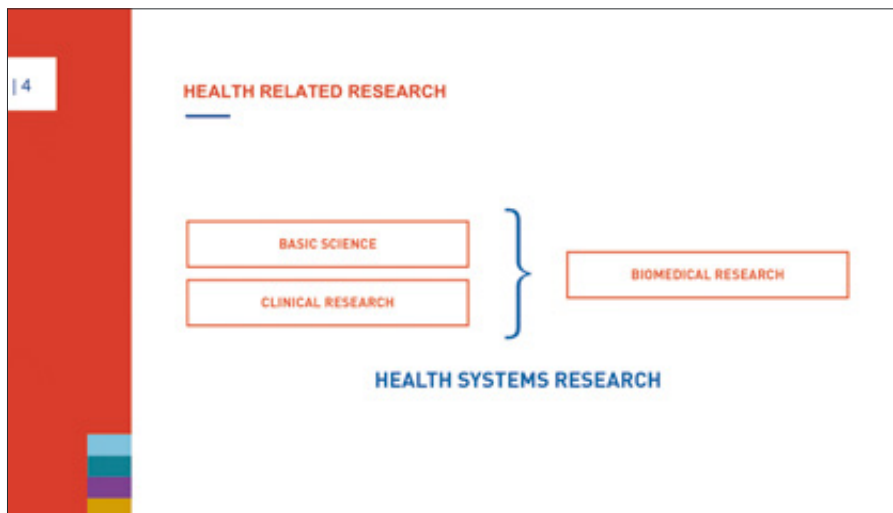 | 4
HEALTH RELATED RESEARCH
BASIC SCIENCE
CLINICAL RESEARCH
BIOMEDICAL RESEARCH
HEALTH SYSTEMS RESEARCH